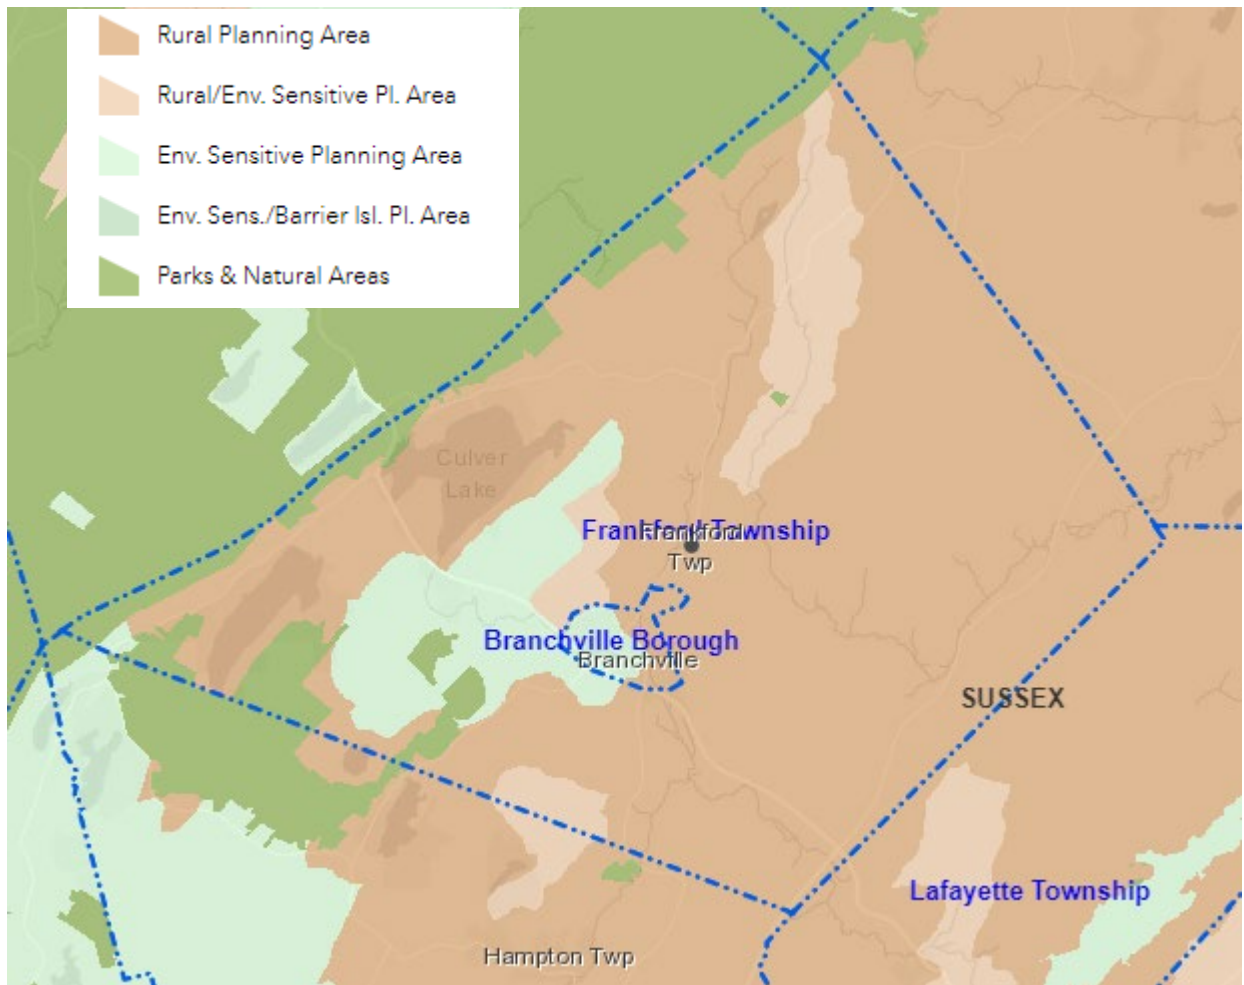 Rural Planning Area
Rural/Env. Sensitive Pl. Area
Env. Sensitive Planning Area
Env. Sens./Barrier Isl. Pl. Area
Parks & Natural Areas
Culver
Lake
Frankford Township
Frankford
Twp
Branchville Borough
Branchville
SUSSEX
Lafayette Township
Hampton Twp